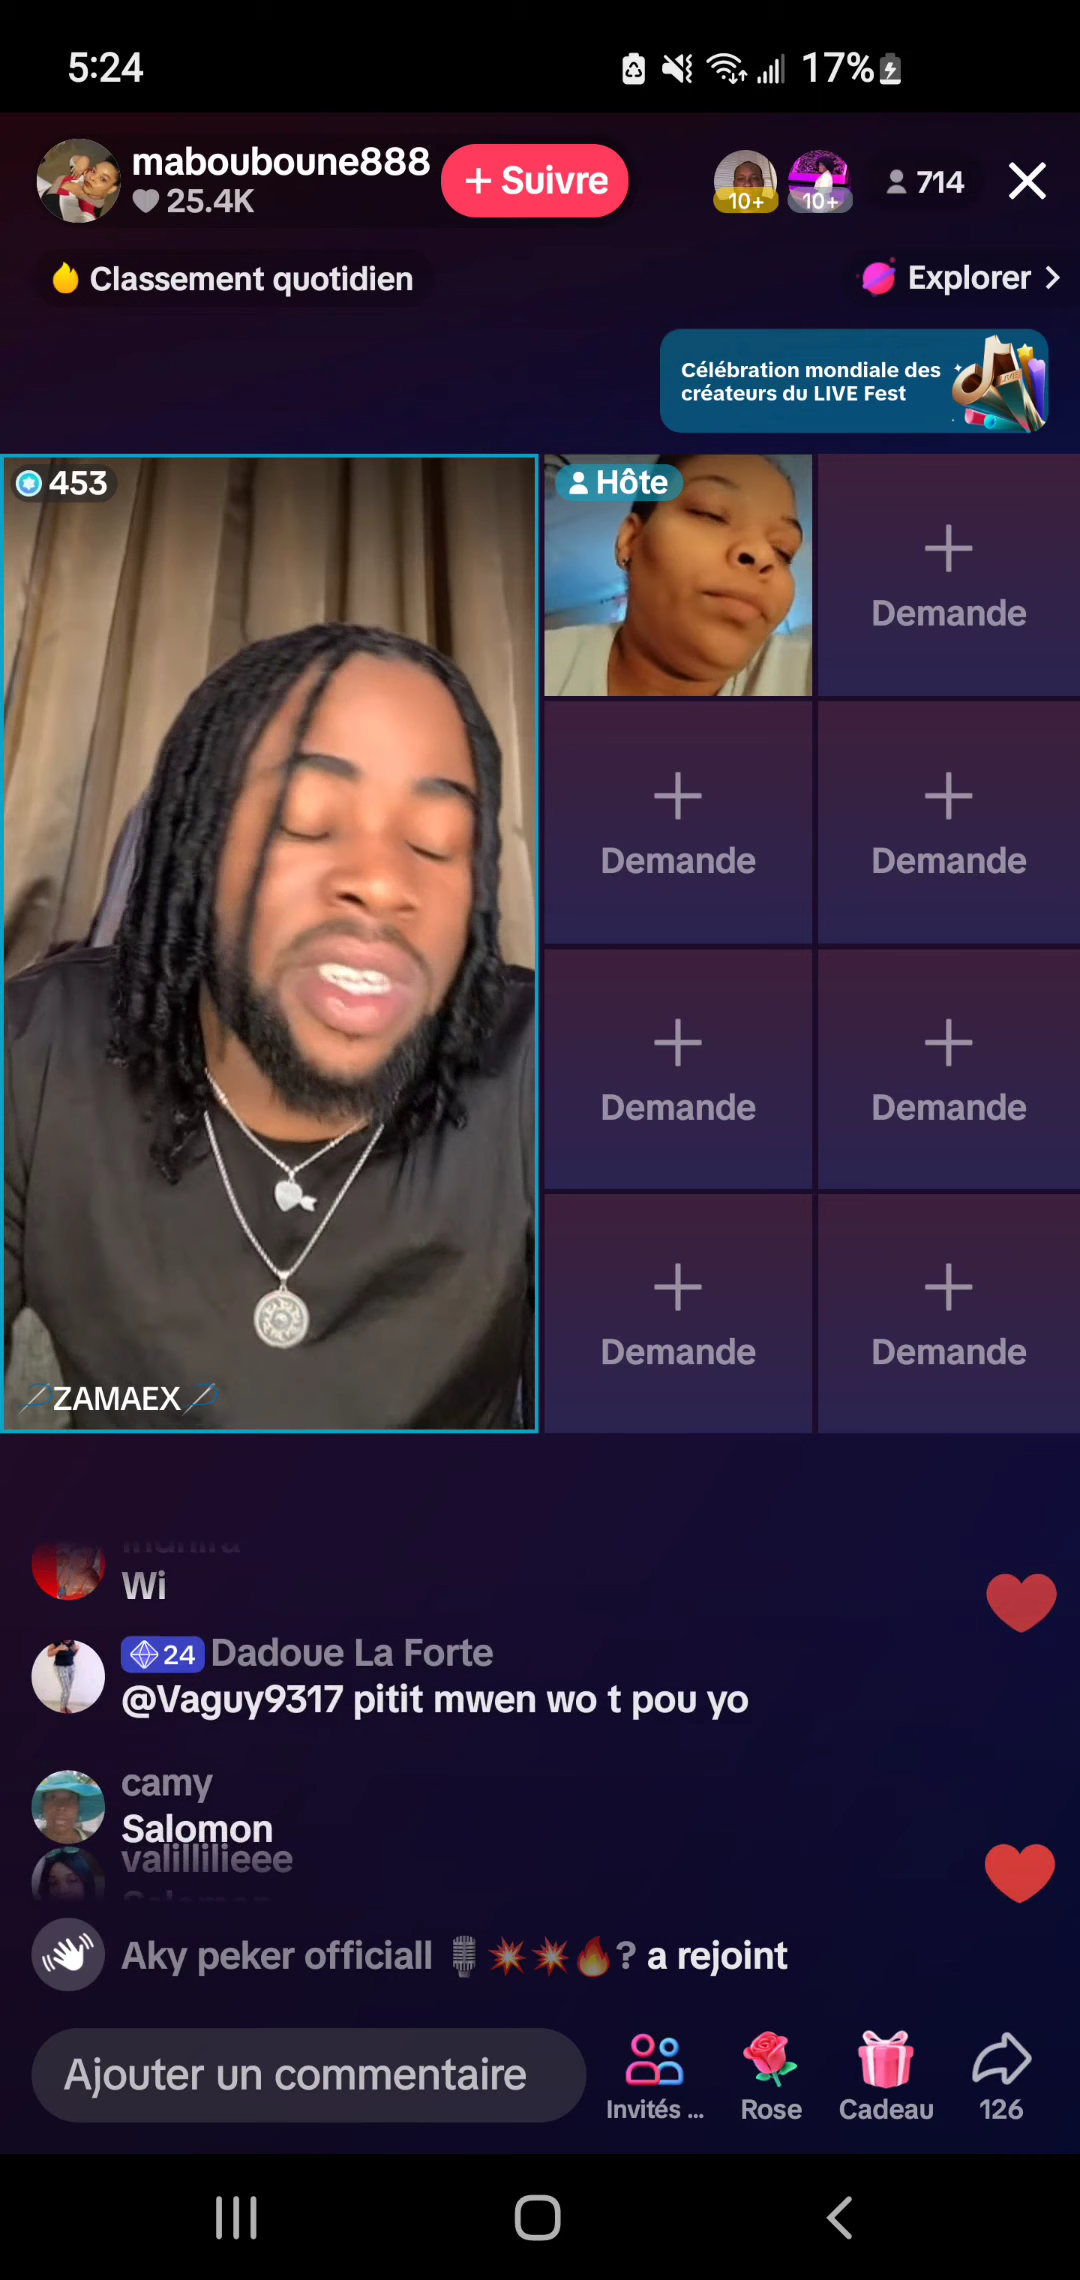 5:24
17%
mabouboune888
25.4K
+ Suivre
10+
10+
714
Classement quotidien
Explorer
Célébration mondiale des
créateurs du LIVE Fest
453
Hôte
Demande
Demande
Demande
Demande
Demande
Demande
Demande
ZAMAEX
Wi
24 Dadoue La Forte
@Vaguy9317 pitit mwen wo t pou yo
camy
Salomon
valillilieee
Aky peker officiall 🎙💥💥🔥? a rejoint
Ajouter un commentaire
Invités ...
Rose
Cadeau
126